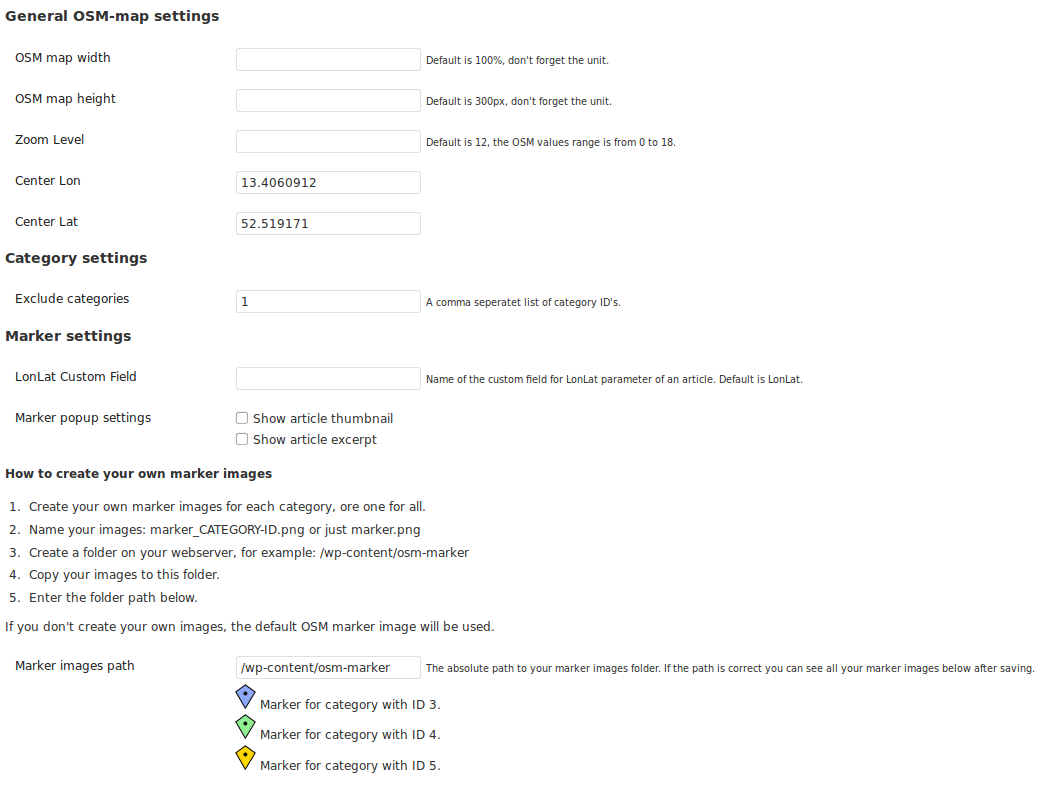 General OSM-map settings
OSM map width Default is 100%, don't forget the unit.
OSM map height Default is 300px, don't forget the unit.
Zoom Level Default is 12, the OSM values range is from 0 to 18.
Center Lon 13.4060912
Center Lat 52.519171
Category settings
Exclude categories 1 A comma seperatet list of category ID's.
Marker settings
LonLat Custom Field Name of the custom field for LonLat parameter of an article. Default is LonLat.
Marker popup settings Show article thumbnail
Show article excerpt
How to create your own marker images
1. Create your own marker images for each category, ore one for all.
2. Name your images: marker_CATEGORY-ID.png or just marker.png
3. Create a folder on your webserver, for example: /wp-content/osm-marker
4. Copy your images to this folder.
5. Enter the folder path below.
If you don't create your own images, the default OSM marker image will be used.
Marker images path /wp-content/osm-marker The absolute path to your marker images folder. If the path is correct you can see all your marker images below after saving.
Marker for category with ID 3.
Marker for category with ID 4.
Marker for category with ID 5.